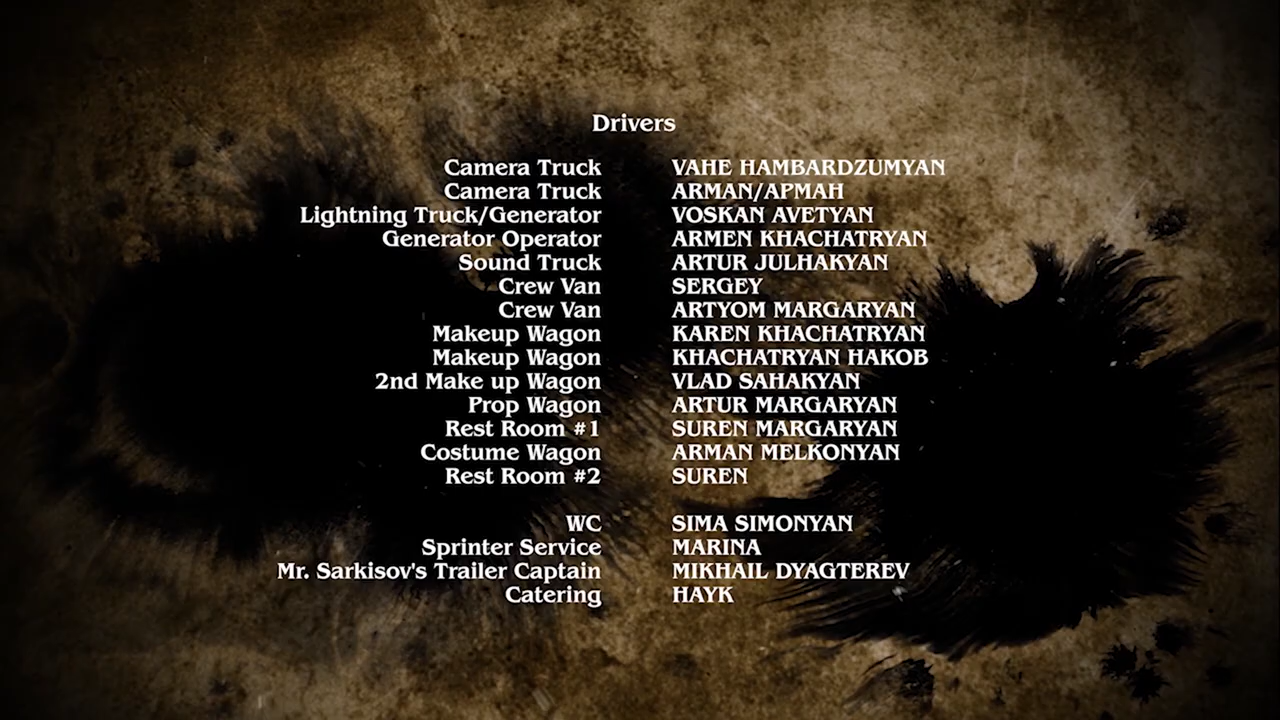 Drivers
Camera Truck VAHE HAMBARDZUMYAN
Camera Truck ARMAN/APMAH
Lightning Truck/Generator VOSKAN AVETYAN
Generator Operator ARMEN KHACHATRYAN
Sound Truck ARTUR JULHAKYAN
Crew Van SERGEY
Crew Van ARTYOM MARGARYAN
Makeup Wagon KAREN KHACHATRYAN
Makeup Wagon KHACHATRYAN HAKOB
2nd Make up Wagon VLAD SAHAKYAN
Prop Wagon ARTUR MARGARYAN
Rest Room #1 SUREN MARGARYAN
Costume Wagon ARMAN MELKONYAN
Rest Room #2 SUREN
WC SIMA SIMONYAN
Sprinter Service MARINA
Mr. Sarkisov's Trailer Captain MIKHAIL DYAGTEREV
Catering HAYK